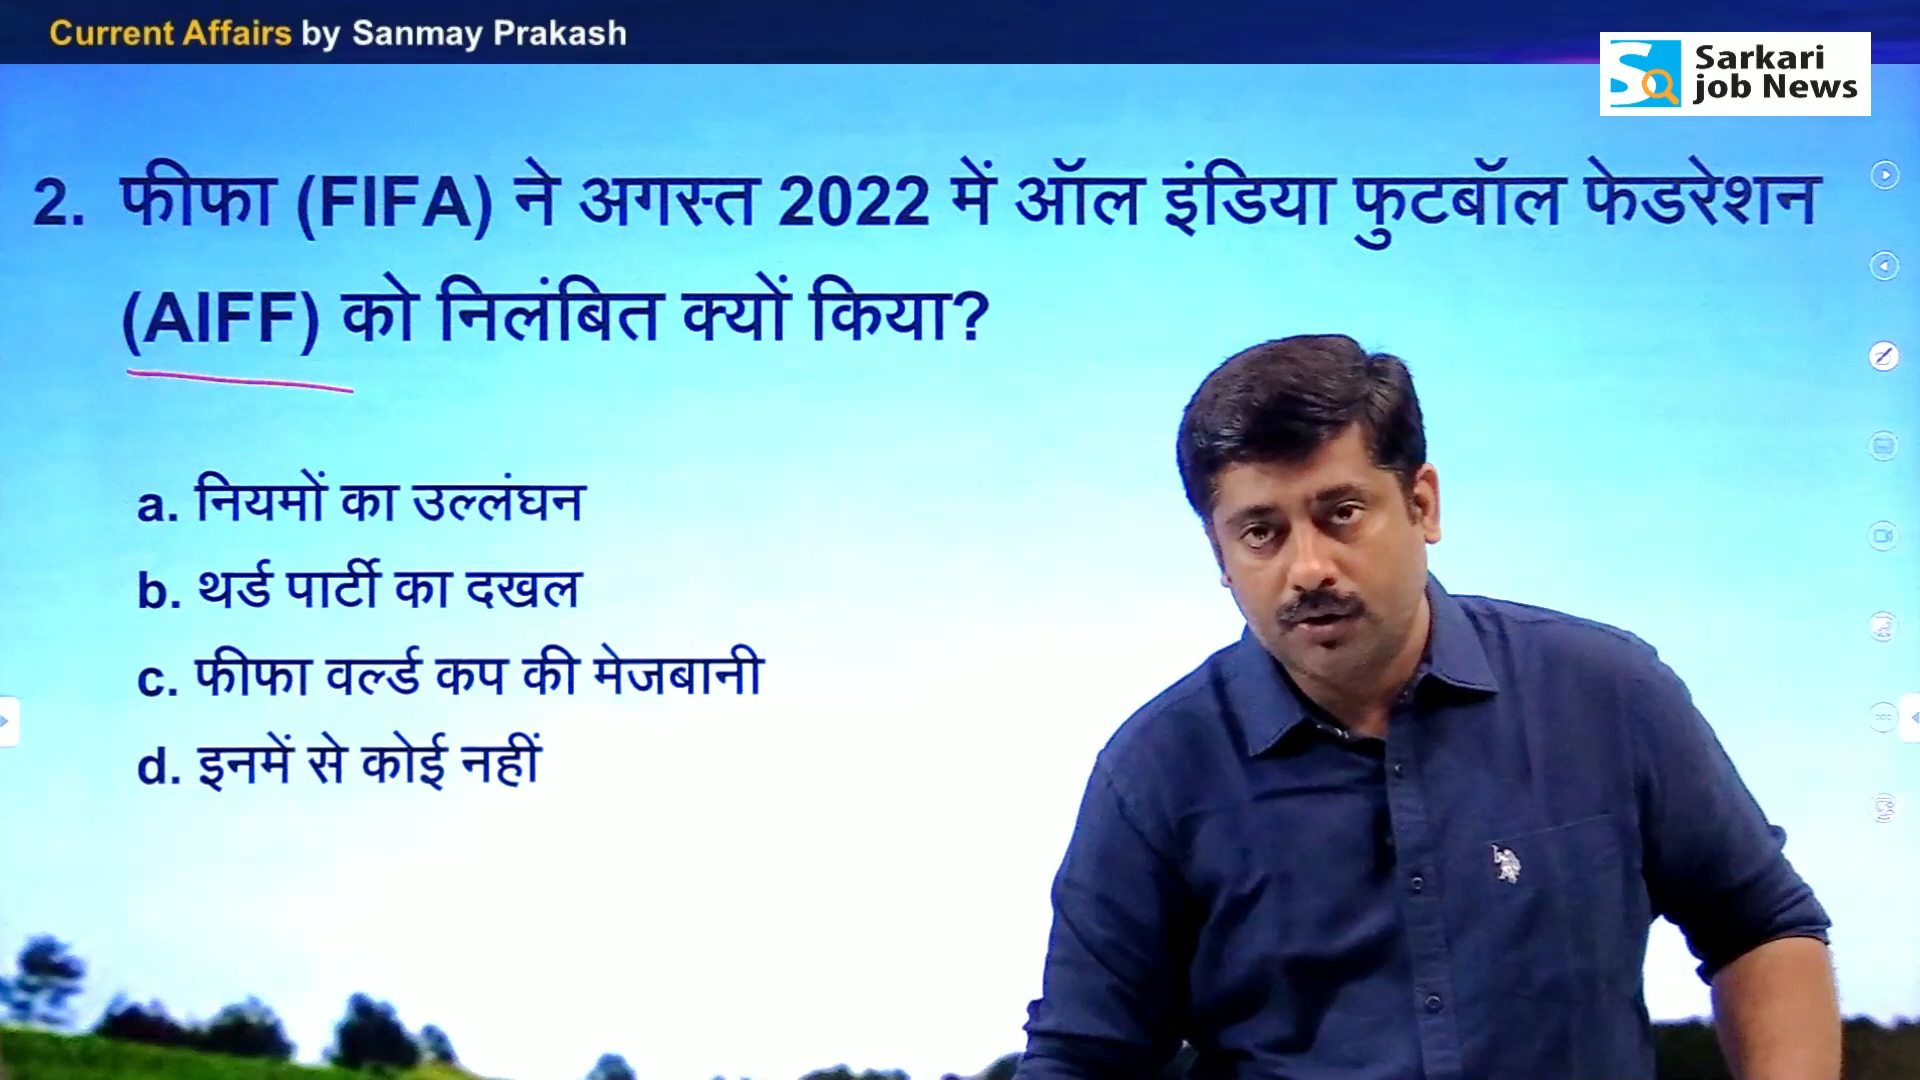 Current Affairs by Sanmay Prakash
Sarkari
job News
2. फीफा (FIFA) ने अगस्त 2022 में ऑल इंडिया फुटबॉल फेडरेशन
(AIFF) को निलंबित क्यों किया?
a. नियमों का उल्लंघन
b. थर्ड पार्टी का दखल
c. फीफा वर्ल्ड कप की मेजबानी
d. इनमें से कोई नहीं